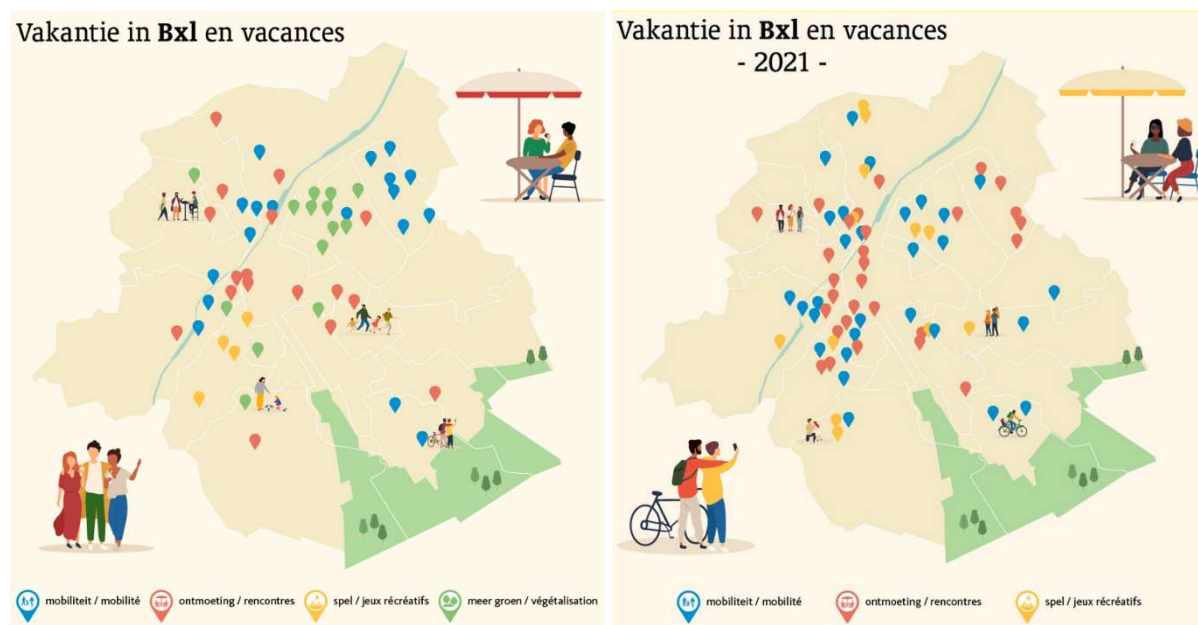 Vakantie in Bxl en vacances
mobiliteit / mobilité
ontmoeting / rencontres
spel / jeux récréatifs
meer groen / végétalisation
Vakantie in Bxl en vacances
- 2021 -
mobiliteit / mobilité
ontmoeting / rencontres
spel / jeux récréatifs